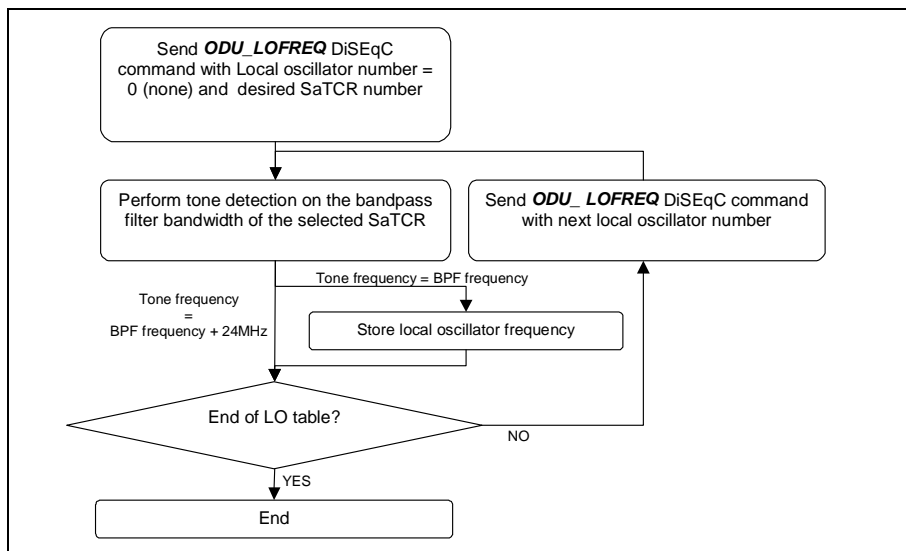 Send ODU_LOFREQ DiSEqC
command with Local oscillator number =
0 (none) and desired SaTCR number
Perform tone detection on the bandpass
filter bandwidth of the selected SaTCR
Send ODU_ LOFREQ DiSEqC command
with next local oscillator number
Tone frequency = BPF frequency
Tone frequency
=
BPF frequency + 24MHz
Store local oscillator frequency
End of LO table?
NO
YES
End